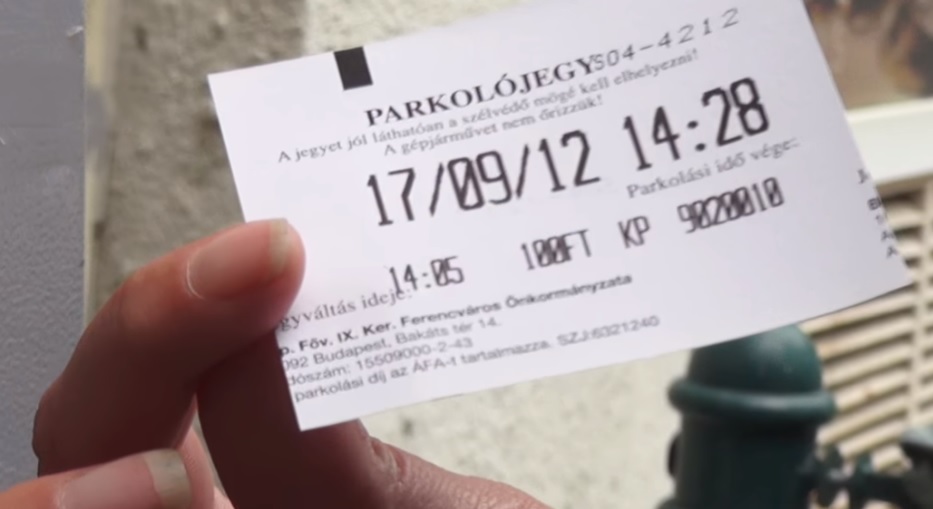 PARKOLÓJEGY504-4212
A jegyet jól láthatóan a szélvédő mögé kell elhelyezni!
A gépjárművet nem őrizzük!
17/09/12 14:28
Parkolási idő vége:
14:05 100FT KP 9020010
gyváltás ideje:
p. Főv. IX. Ker. Ferencváros Önkormányzata
092 Budapest, Bakáts tér 14.
dószám: 15509000-2-43
parkolási díj az ÁFA-t tartalmazza. SZJ:6321240